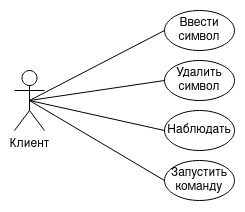 Ввести
символ
Удалить
символ
Наблюдать
Клиент
Запустить
команду